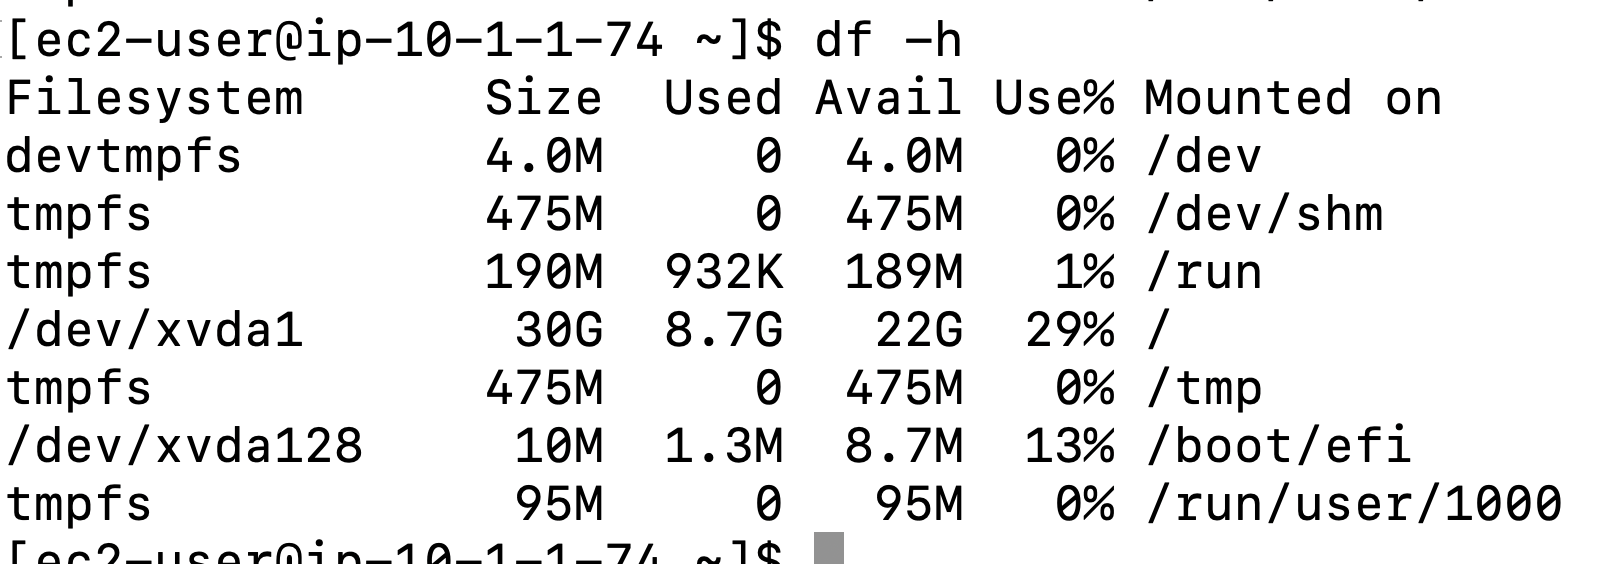 [ec2-user@ip-10-1-1-74 ~]$ df -h
Filesystem      Size  Used Avail Use% Mounted on
devtmpfs        4.0M     0  4.0M   0% /dev
tmpfs           475M     0  475M   0% /dev/shm
tmpfs           190M  932K  189M   1% /run
/dev/xvda1       30G  8.7G   22G  29% /
tmpfs           475M     0  475M   0% /tmp
/dev/xvda128     10M  1.3M  8.7M  13% /boot/efi
tmpfs            95M     0   95M   0% /run/user/1000
[ec2-user@ip-10-1-1-74 ~]$